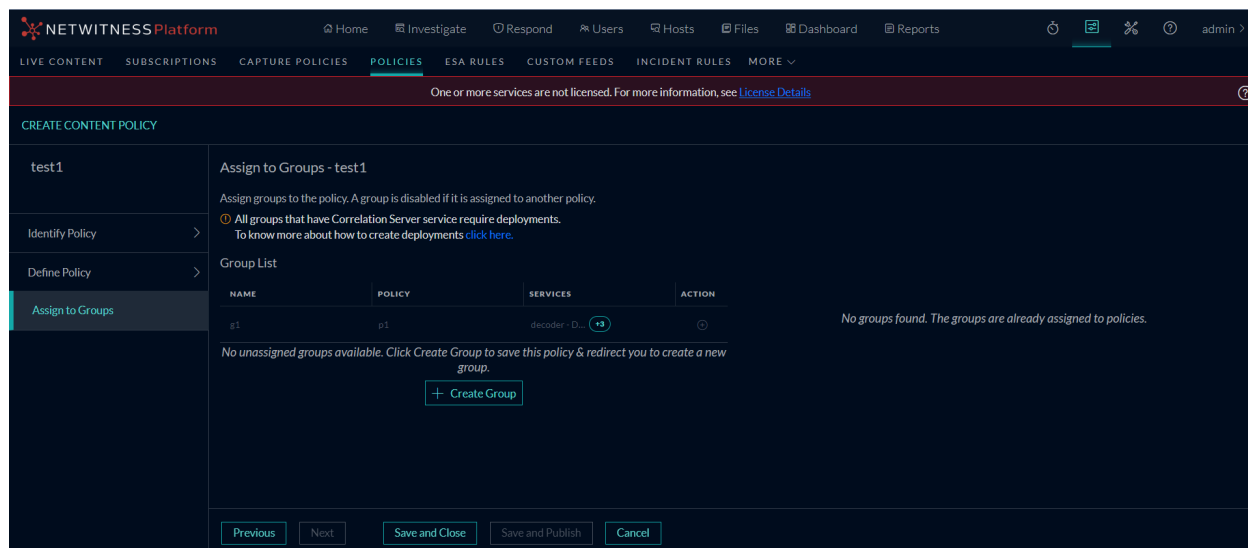 NETWITNESS Platform Home Investigate Respond Users Hosts Files Dashboard Reports admin
LIVE CONTENT SUBSCRIPTIONS CAPTURE POLICIES POLICIES ESA RULES CUSTOM FEEDS INCIDENT RULES MORE
One or more services are not licensed. For more information, see License Details
CREATE CONTENT POLICY
test1
Identify Policy
Define Policy
Assign to Groups
Assign to Groups - test1
Assign groups to the policy. A group is disabled if it is assigned to another policy.
All groups that have Correlation Server service require deployments.
To know more about how to create deployments click here.
Group List
NAME POLICY SERVICES ACTION
g1 p1 decoder - D... +3
No unassigned groups available. Click Create Group to save this policy & redirect you to create a new
group.
+ Create Group
No groups found. The groups are already assigned to policies.
Previous Next Save and Close Save and Publish Cancel